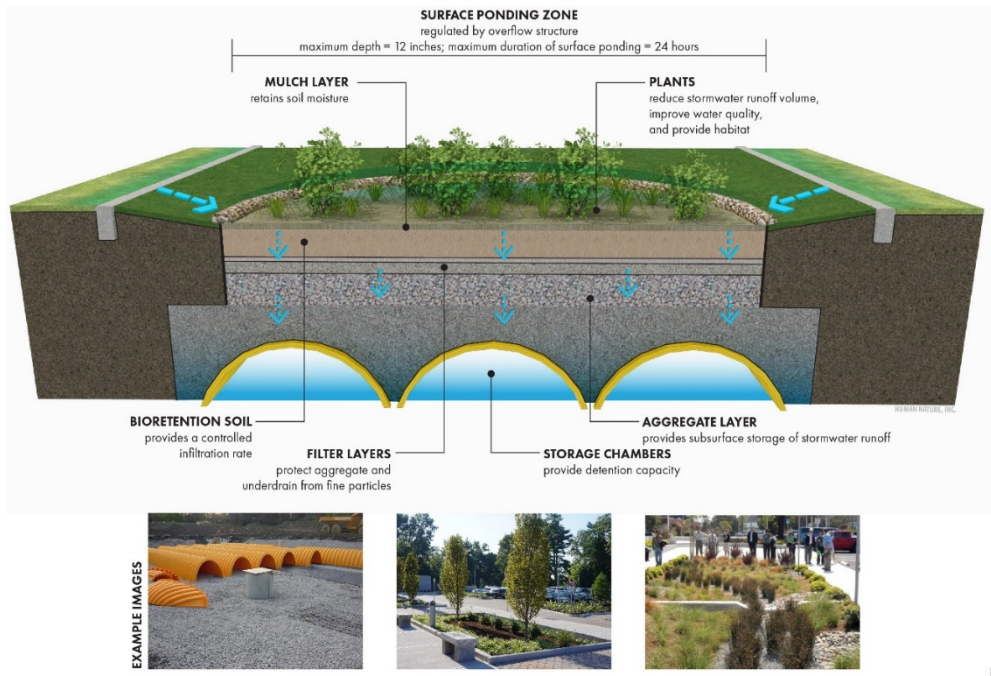 SURFACE PONDING ZONE
regulated by overflow structure
maximum depth = 12 inches; maximum duration of surface ponding = 24 hours
MULCH LAYER
retains soil moisture
PLANTS
reduce stormwater runoff volume,
improve water quality,
and provide habitat
HUMAN NATURE, INC.
BIORETENTION SOIL
provides a controlled
infiltration rate
FILTER LAYERS
protect aggregate and
underdrain from fine particles
STORAGE CHAMBERS
provide detention capacity
AGGREGATE LAYER
provides subsurface storage of stormwater runoff
EXAMPLE IMAGES